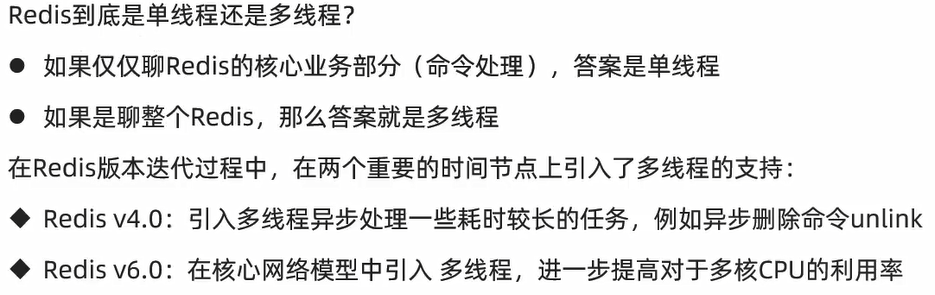 Redis到底是单线程还是多线程？
● 如果仅仅聊Redis的核心业务部分（命令处理），答案是单线程
● 如果是聊整个Redis，那么答案就是多线程
在Redis版本迭代过程中，在两个重要的时间节点上引入了多线程的支持：
◆ Redis v4.0：引入多线程异步处理一些耗时较长的任务，例如异步删除命令unlink
◆ Redis v6.0：在核心网络模型中引入 多线程，进一步提高对于多核CPU的利用率